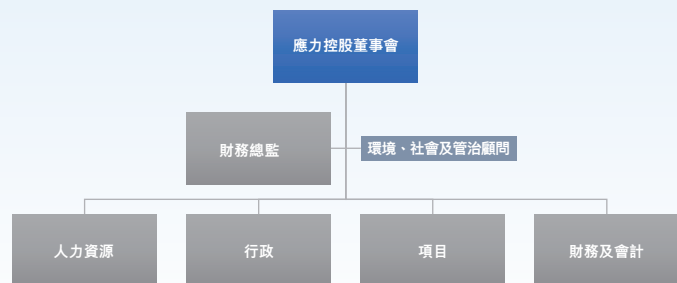 應力控股董事會
財務總監
環境、社會及管治顧問
人力資源
行政
項目
財務及會計